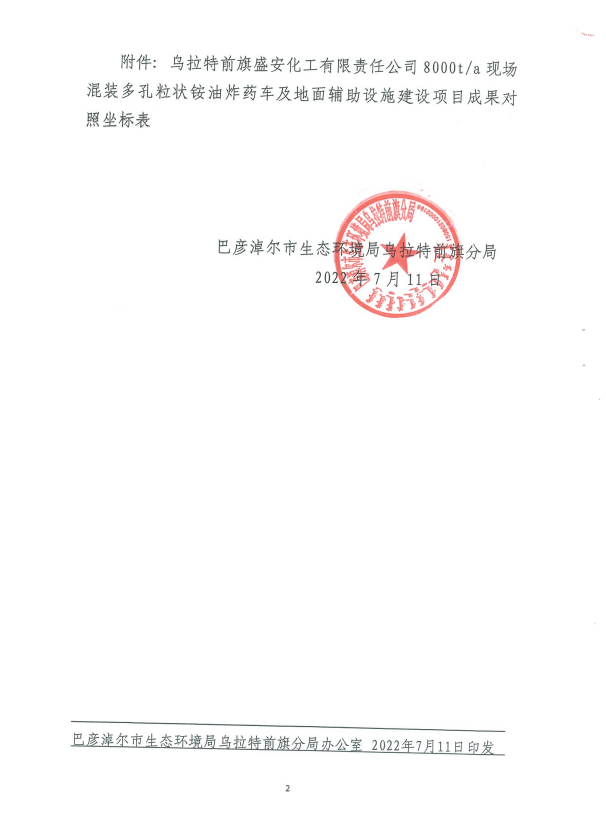 附件：乌拉特前旗盛安化工有限责任公司8000t/a现场
混装多孔粒状铵油炸药车及地面辅助设施建设项目成果对
照坐标表
巴彦淖尔市生态环境局乌拉特前旗分局
2022年7月11日
巴彦淖尔市生态环境局乌拉特前旗分局办公室 2022年7月11日印发
2